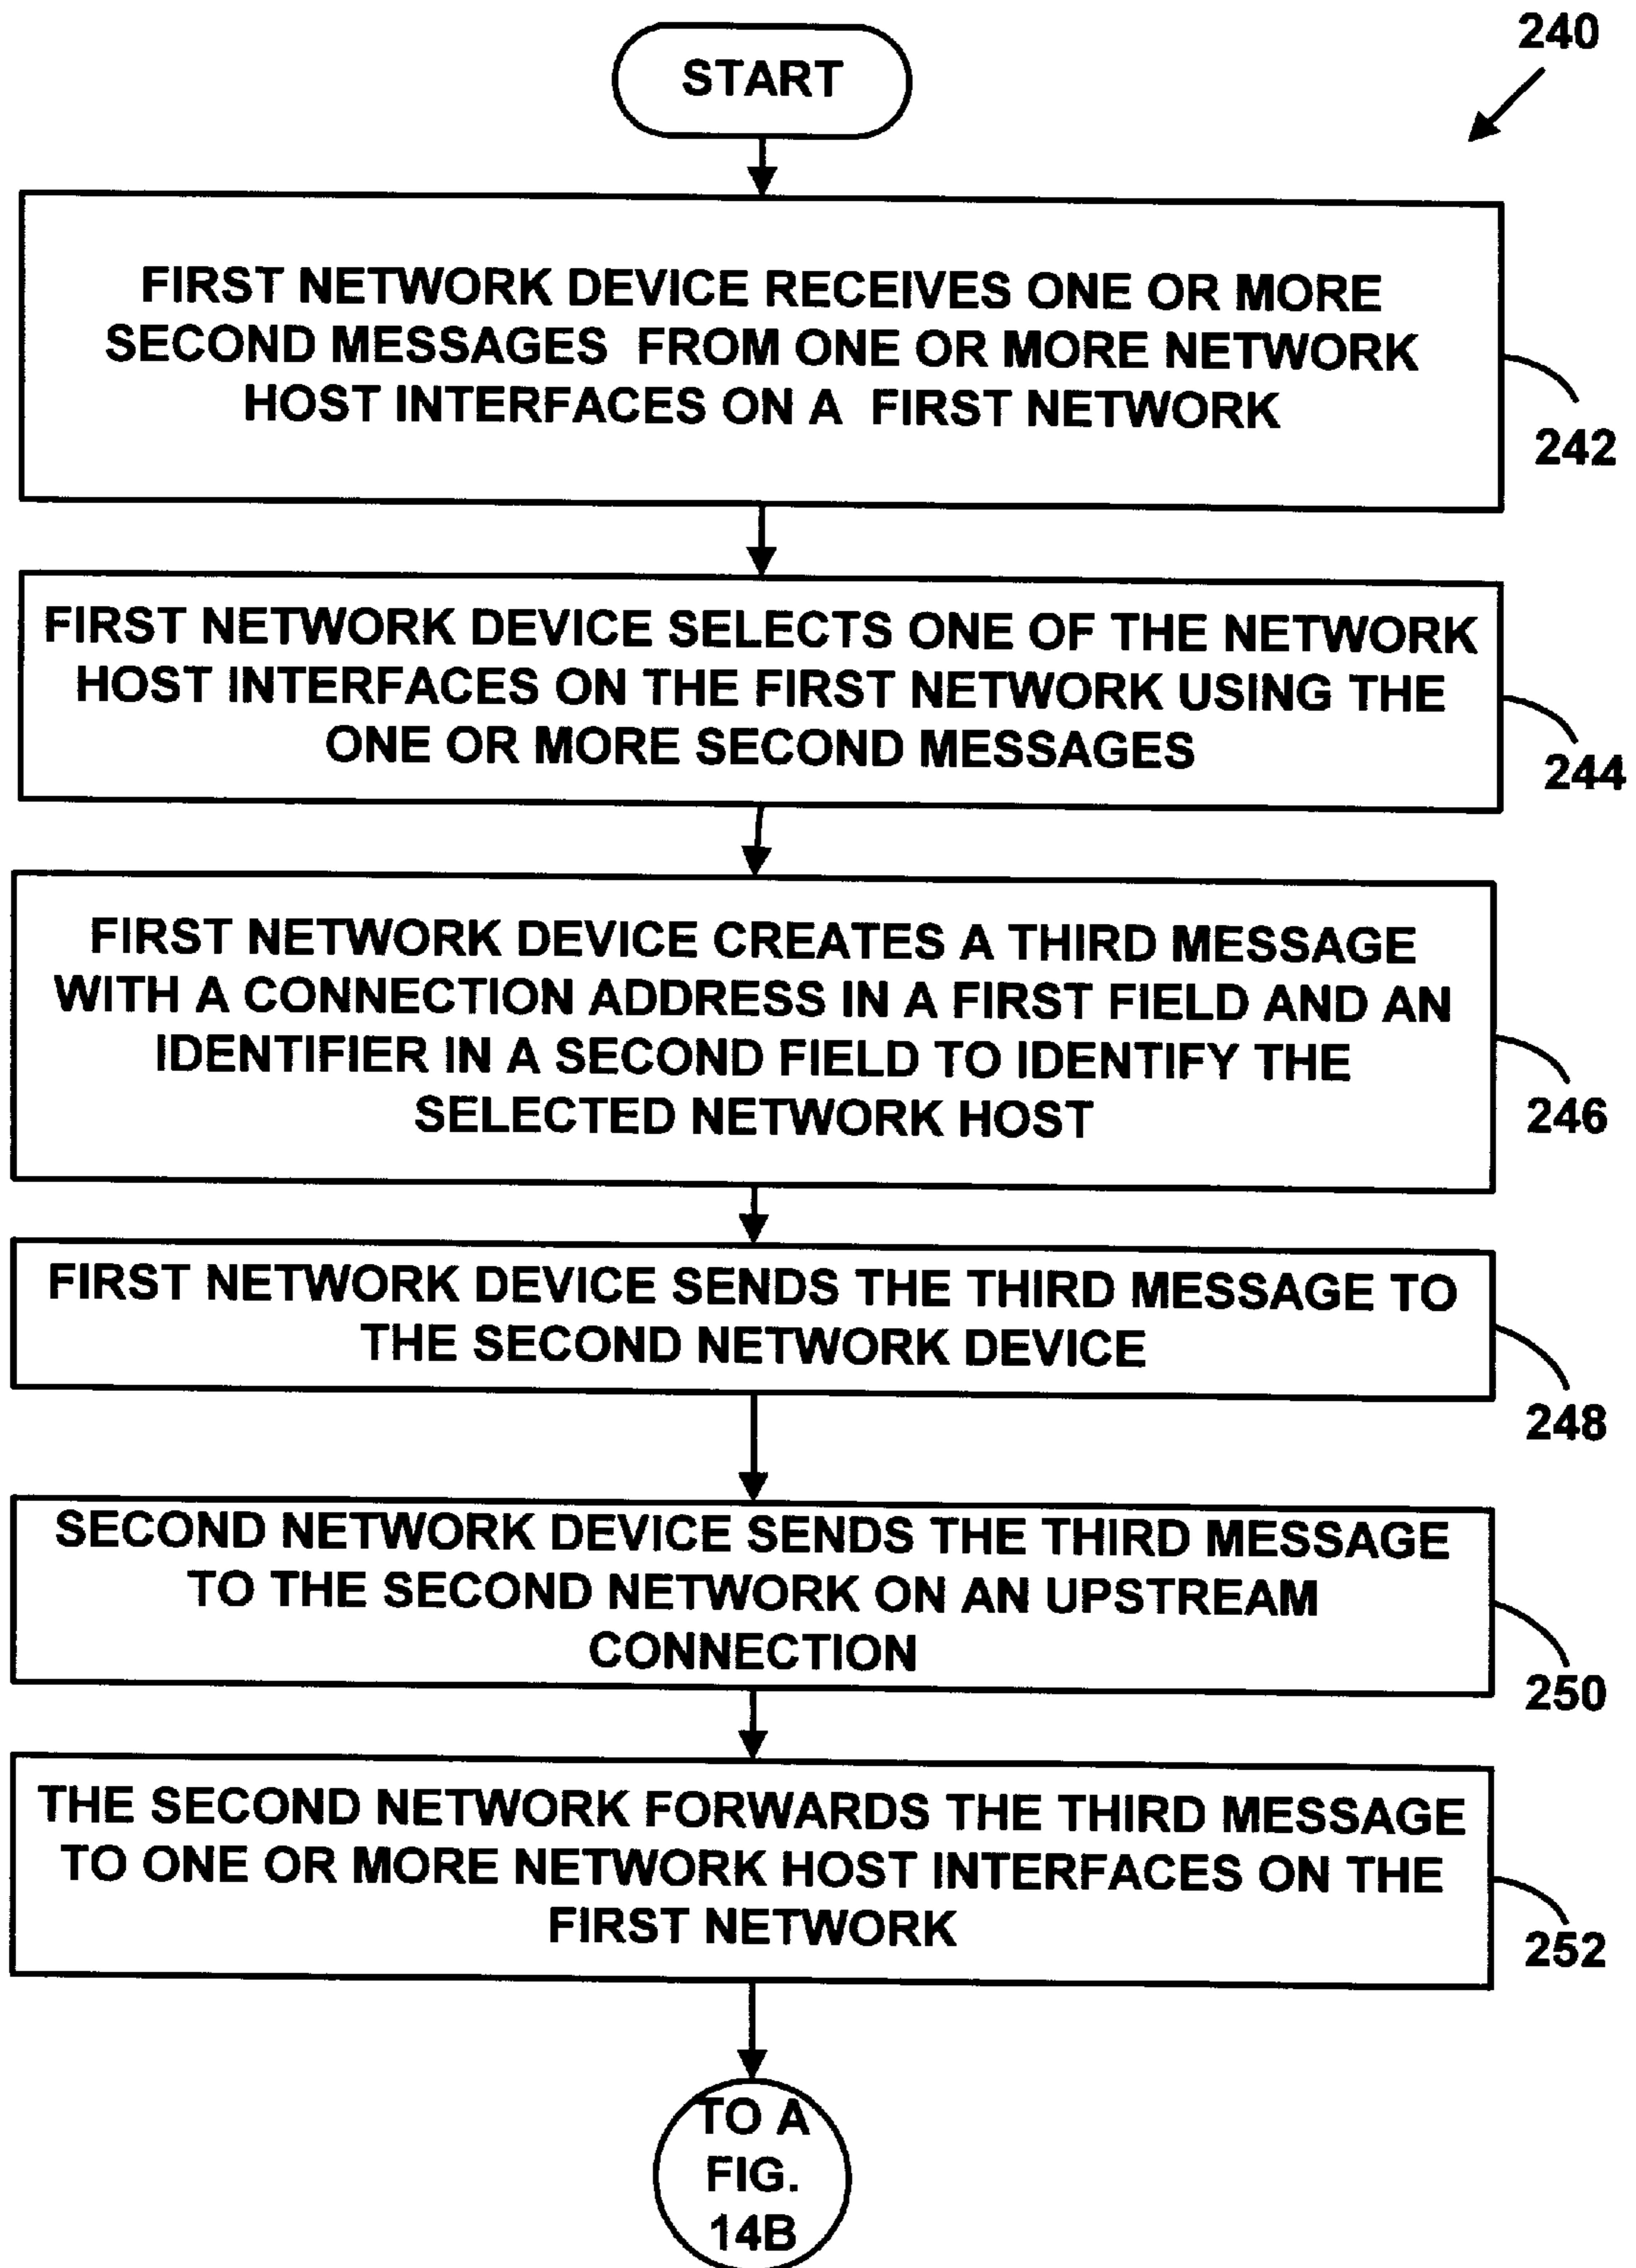 240
START
FIRST NETWORK DEVICE RECEIVES ONE OR MORE
SECOND MESSAGES FROM ONE OR MORE NETWORK
HOST INTERFACES ON A FIRST NETWORK
242
FIRST NETWORK DEVICE SELECTS ONE OF THE NETWORK
HOST INTERFACES ON THE FIRST NETWORK USING THE
ONE OR MORE SECOND MESSAGES
244
FIRST NETWORK DEVICE CREATES A THIRD MESSAGE
WITH A CONNECTION ADDRESS IN A FIRST FIELD AND AN
IDENTIFIER IN A SECOND FIELD TO IDENTIFY THE
SELECTED NETWORK HOST
246
FIRST NETWORK DEVICE SENDS THE THIRD MESSAGE TO
THE SECOND NETWORK DEVICE
248
SECOND NETWORK DEVICE SENDS THE THIRD MESSAGE
TO THE SECOND NETWORK ON AN UPSTREAM
CONNECTION
250
THE SECOND NETWORK FORWARDS THE THIRD MESSAGE
TO ONE OR MORE NETWORK HOST INTERFACES ON THE
FIRST NETWORK
252
TO A
FIG.
14B